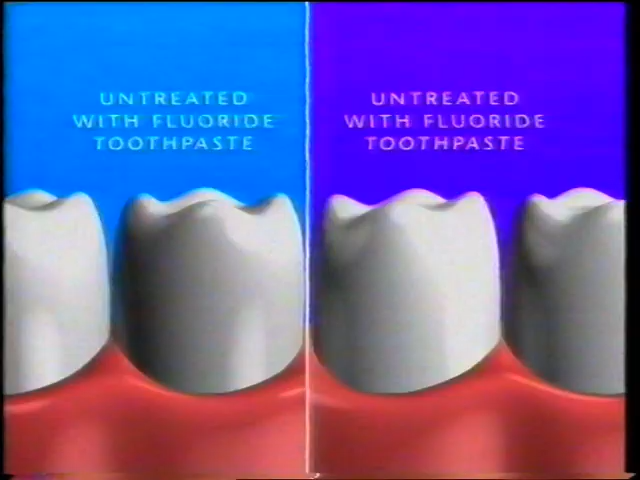 UNTREATED
WITH FLUORIDE
TOOTHPASTE
UNTREATED
WITH FLUORIDE
TOOTHPASTE